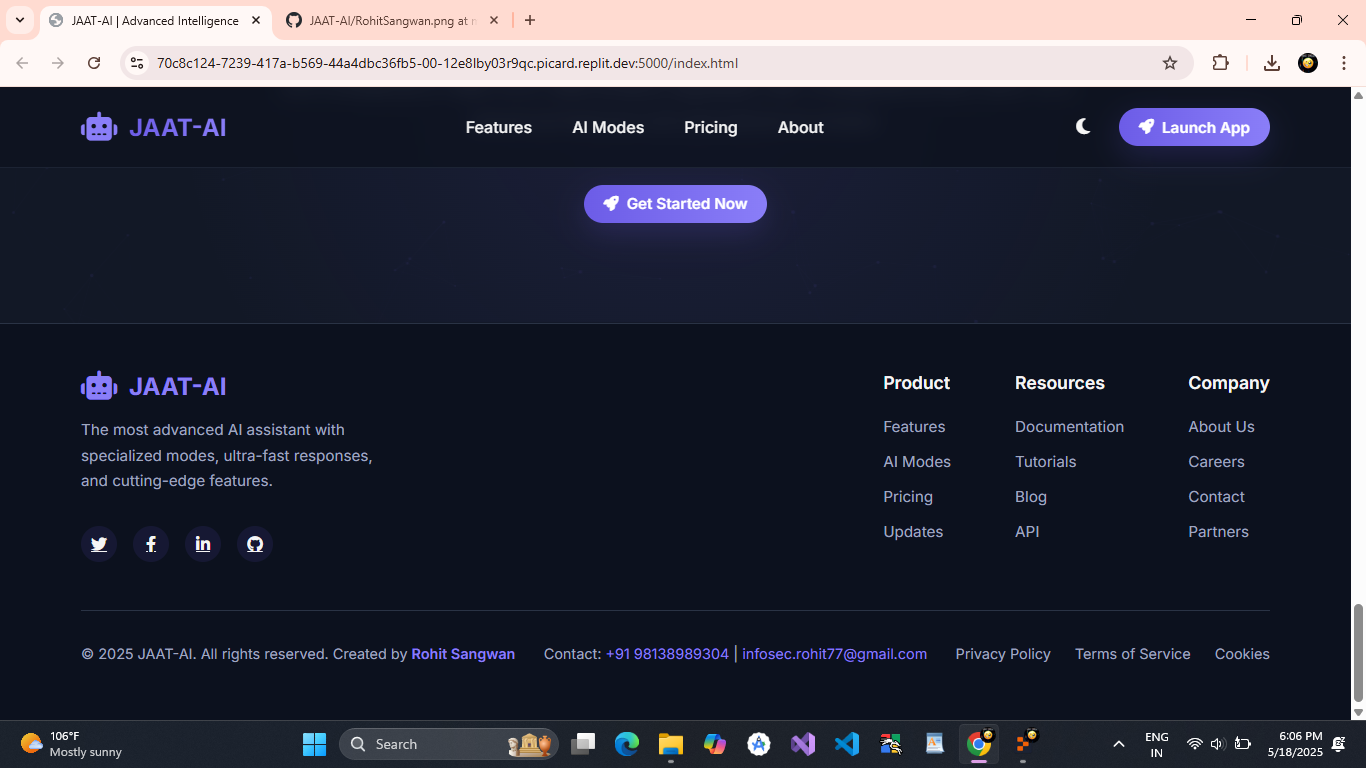 JAAT-AI | Advanced Intelligence
JAAT-AI/RohitSangwan.png at
70c8c124-7239-417a-b569-44a4dbc36fb5-00-12e8lby03r9qc.picard.replit.dev:5000/index.html
JAAT-AI
Features
AI Modes
Pricing
About
Launch App
Get Started Now
JAAT-AI
The most advanced AI assistant with
specialized modes, ultra-fast responses,
and cutting-edge features.
Product
Features
AI Modes
Pricing
Updates
Resources
Documentation
Tutorials
Blog
API
Company
About Us
Careers
Contact
Partners
© 2025 JAAT-AI. All rights reserved. Created by Rohit Sangwan
Contact: +91 98138989304 | infosec.rohit77@gmail.com
Privacy Policy
Terms of Service
Cookies
106°F
Mostly sunny
Search
ENG
IN
6:06 PM
5/18/2025